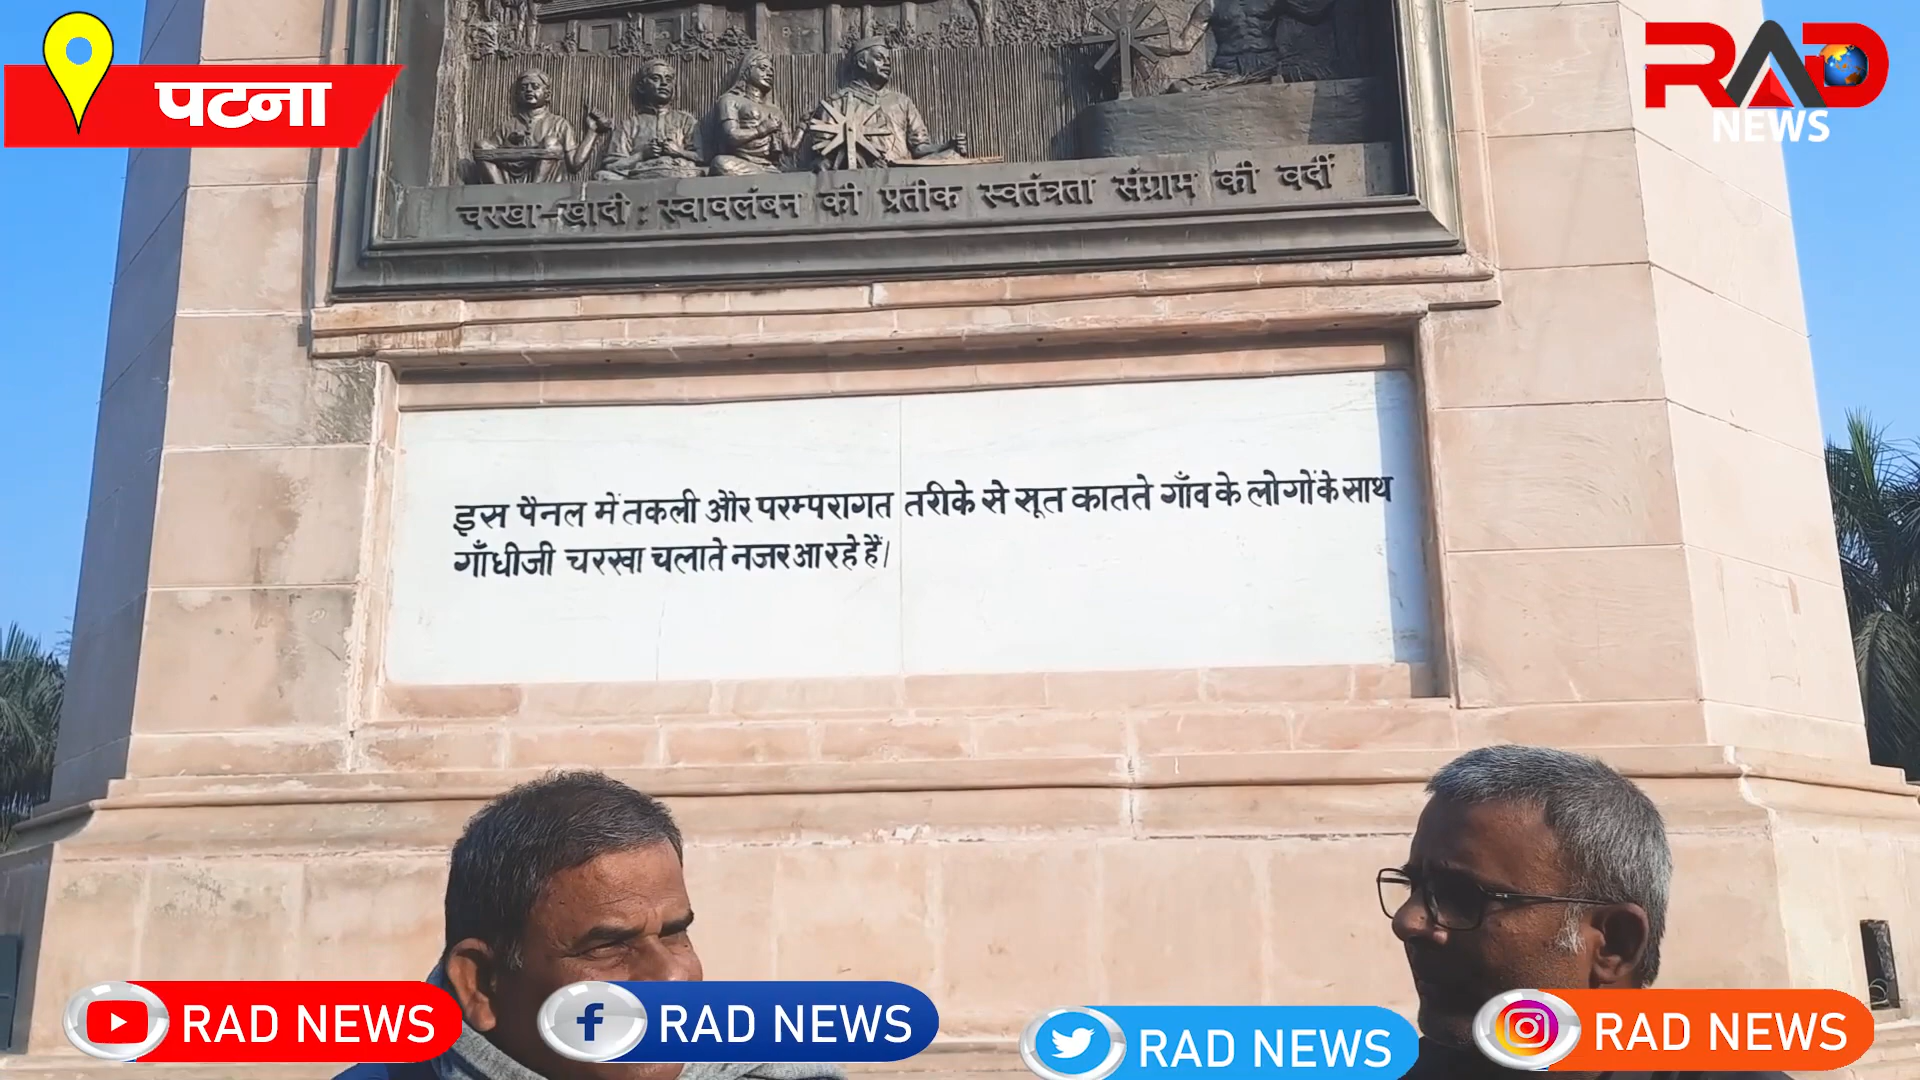 पटना
RAD
NEWS
चरखा-खादी : स्वावलंबन की प्रतीक स्वतंत्रता संग्राम की वर्दी
इस पैनल में तकली और परम्परागत तरीके से सूत कातते गाँव के लोगों के साथ
गाँधीजी चरखा चलाते नजर आ रहे हैं।
RAD NEWS
RAD NEWS
RAD NEWS
RAD NEWS